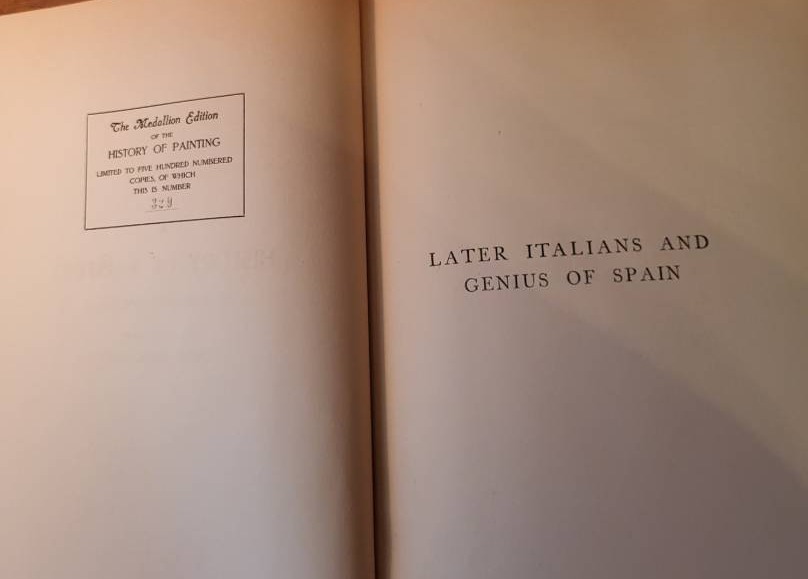 The Medallion Edition
OF THE
HISTORY OF PAINTING
LIMITED TO FIVE HUNDRED NUMBERED
COPIES, OF WHICH
THIS IS NUMBER
LATER ITALIANS AND
GENIUS OF SPAIN